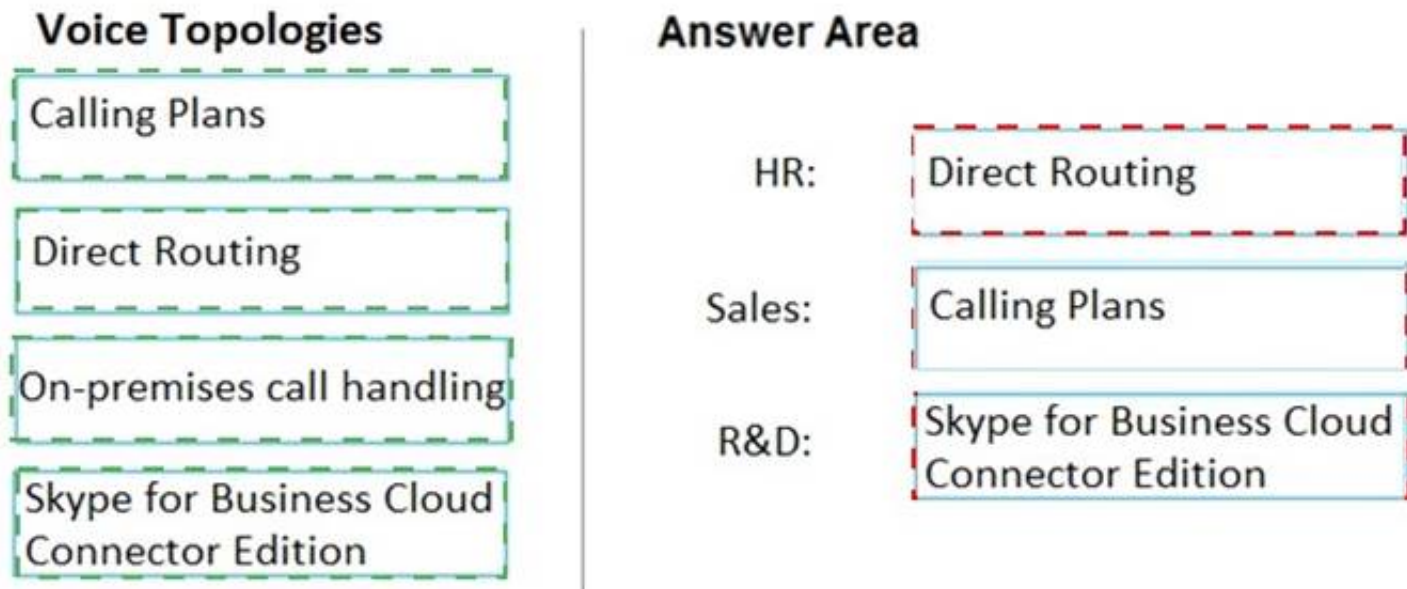 Voice Topologies
Calling Plans
Direct Routing
On-premises call handling
Skype for Business Cloud
Connector Edition
Answer Area
HR:
Direct Routing
Sales:
Calling Plans
R&D:
Skype for Business Cloud
Connector Edition